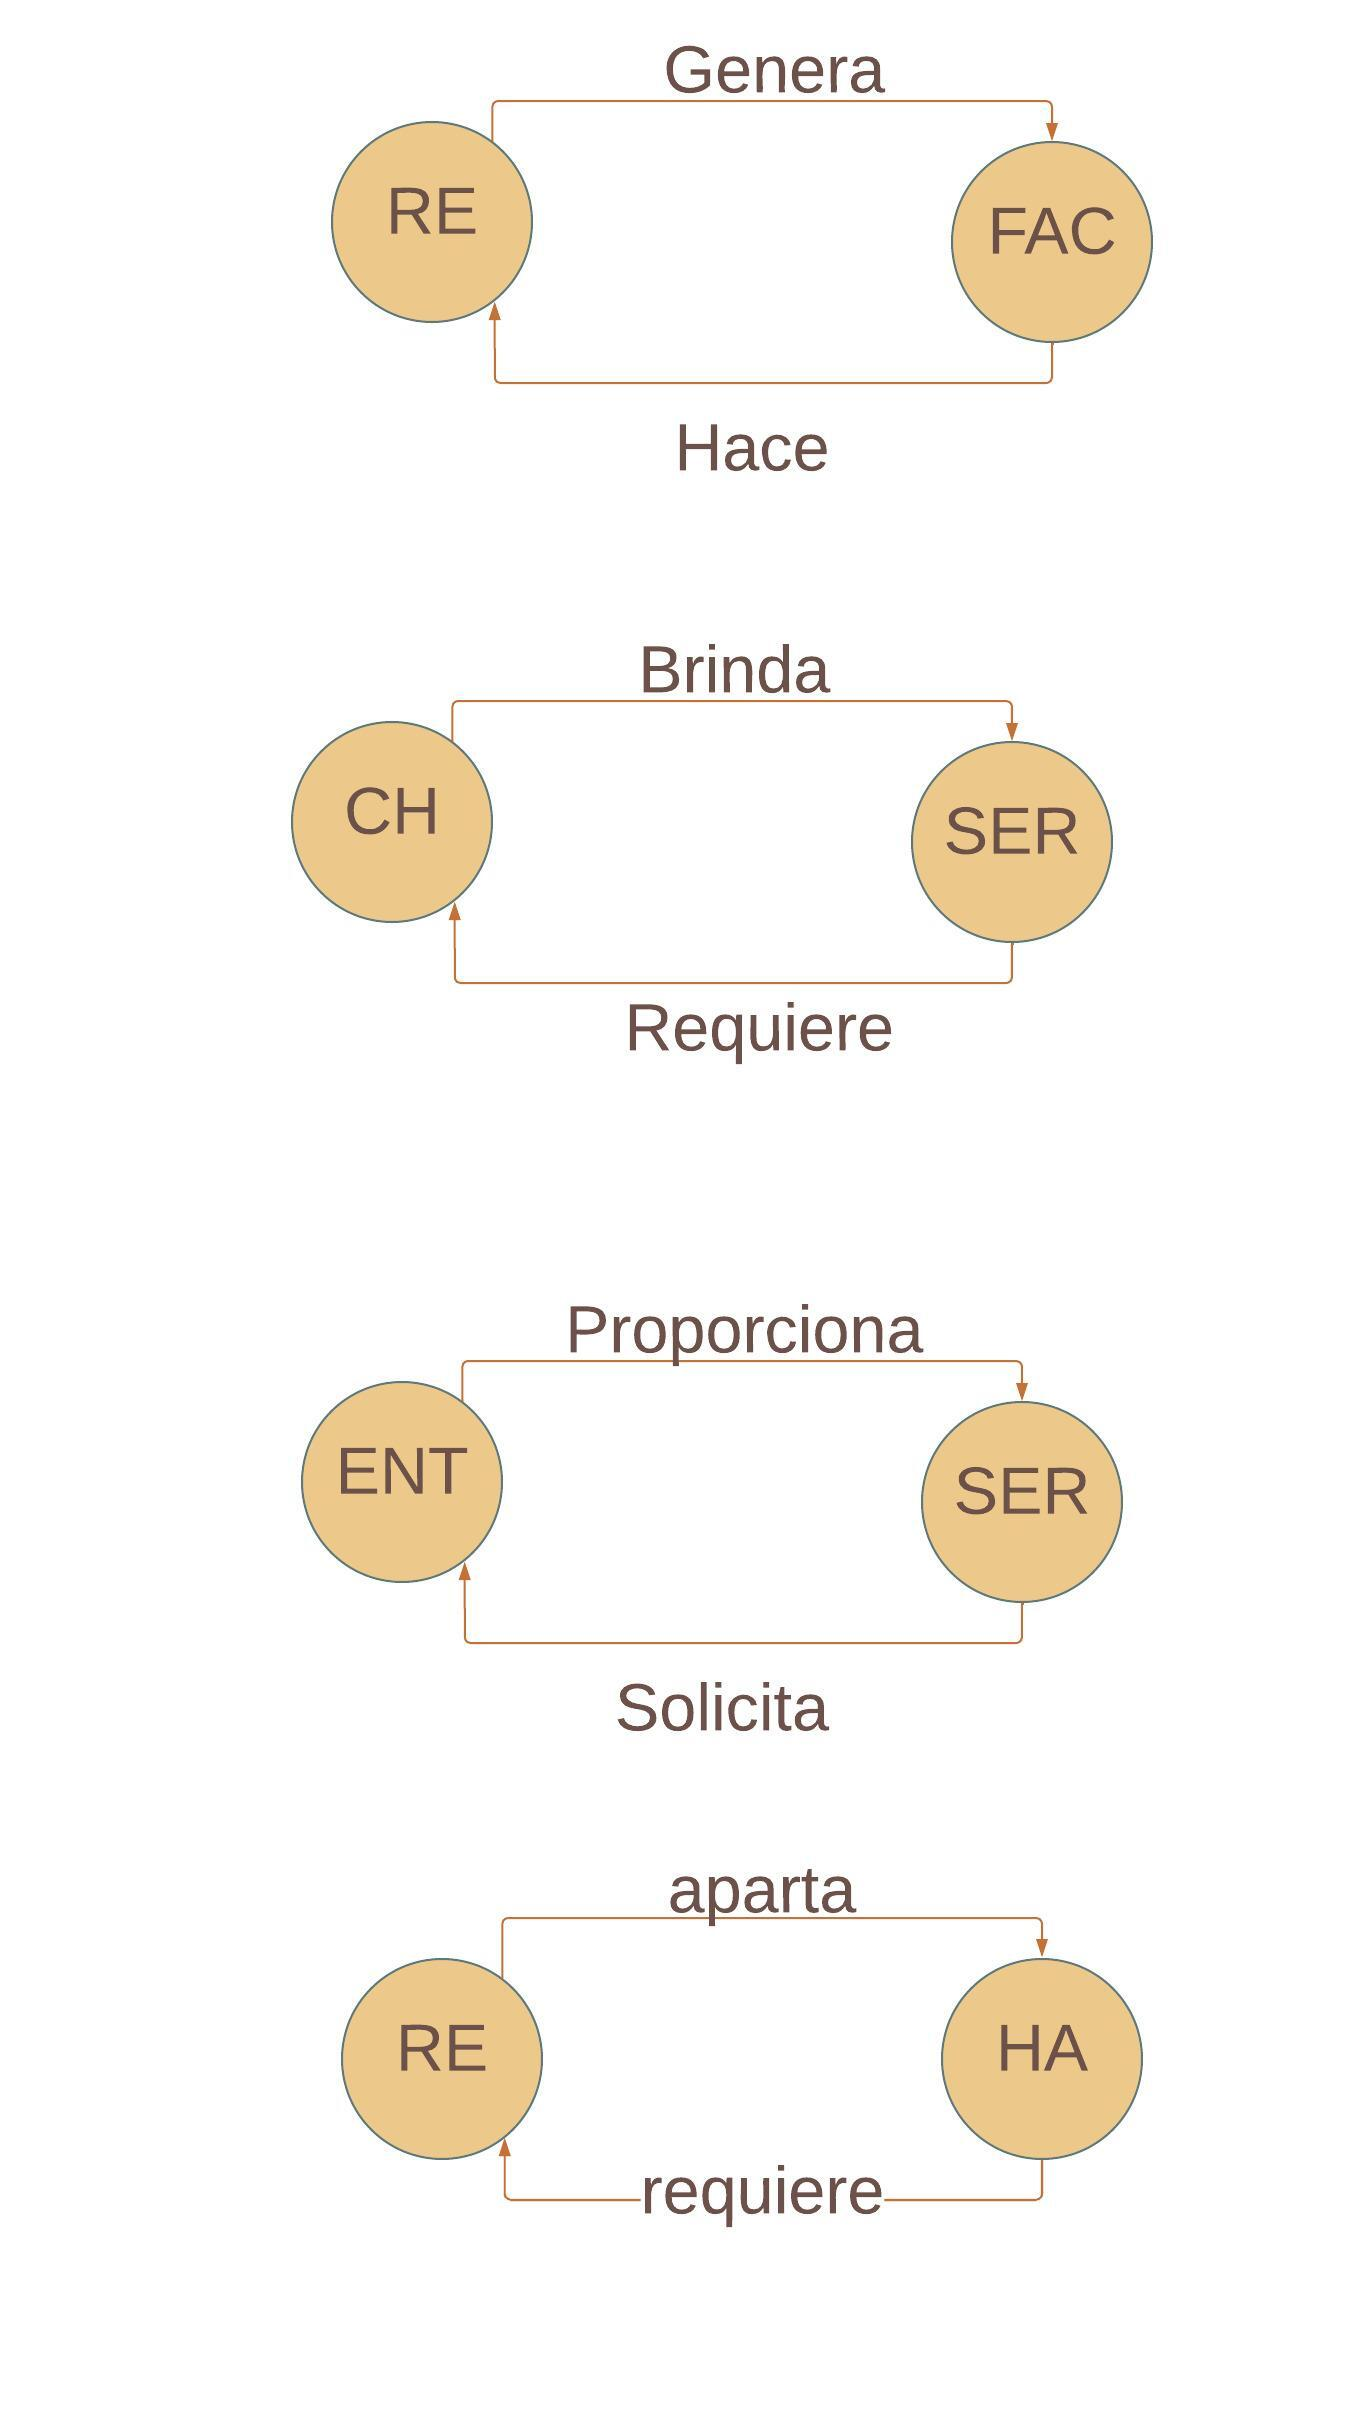 Genera
RE
FAC
Hace
Brinda
CH
SER
Requiere
Proporciona
ENT
SER
Solicita
aparta
RE
HA
requiere